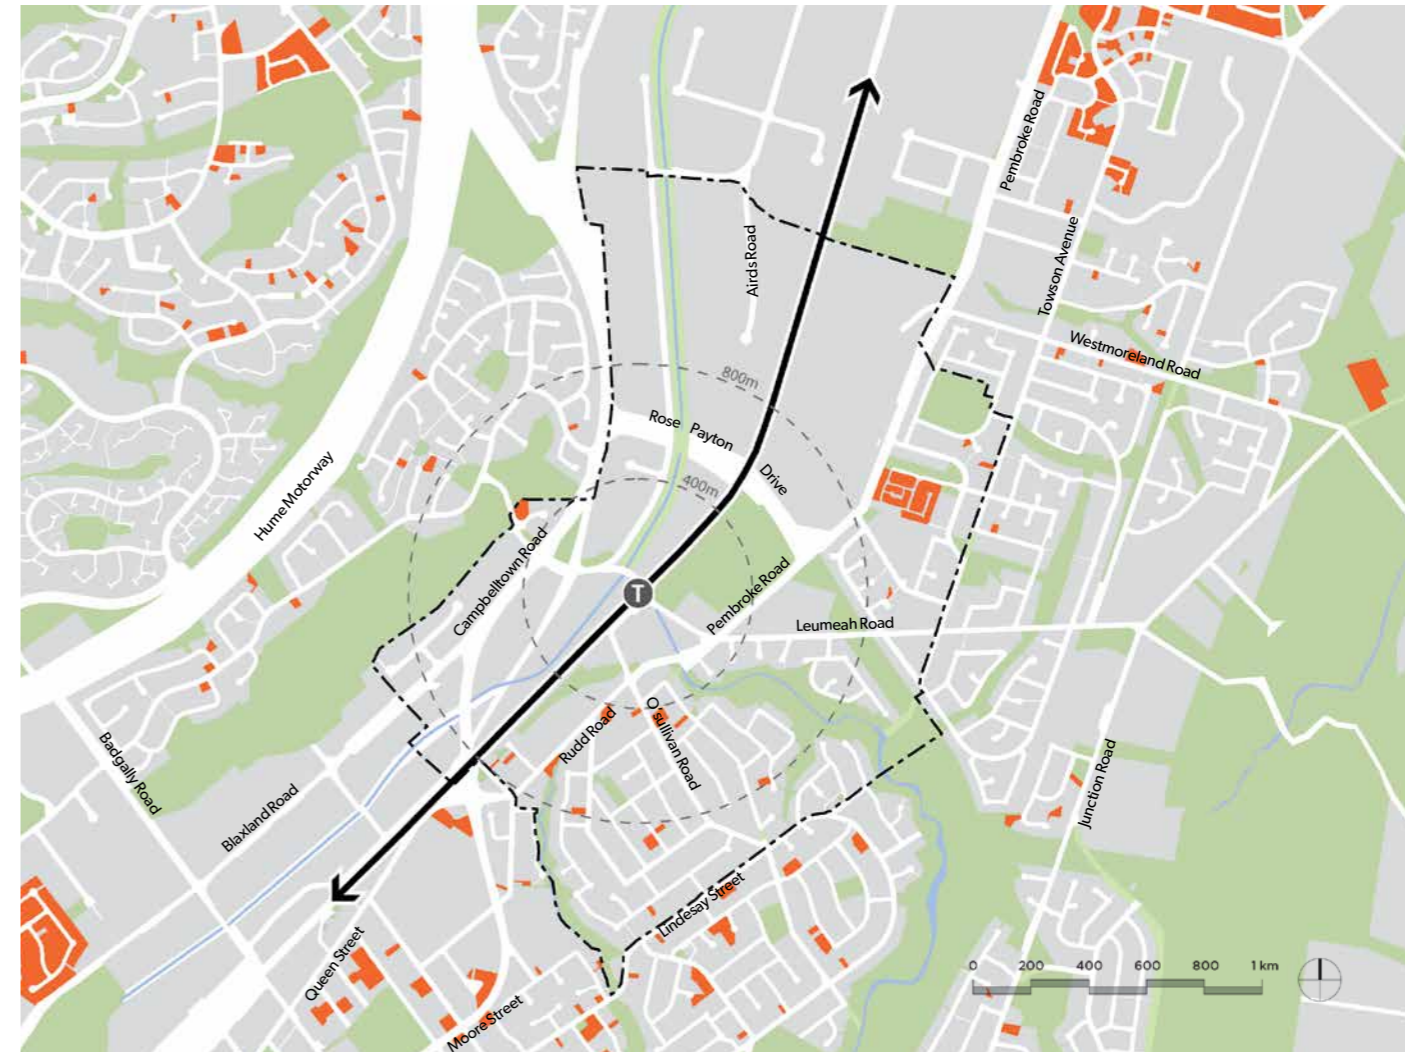 Pembroke Road
Airds Road
Towson Avenue
Westmoreland Road
800m
Rose Payton
Drive
400m
Hume Motorway
Campbelltown Road
T
Pembroke Road
Leumeah Road
Rudd Road
O'sullivan Road
Badgally Road
Blaxland Road
Junction Road
Lindesay Street
Queen Street
Moore Street
0 200 400 600 800 1 km